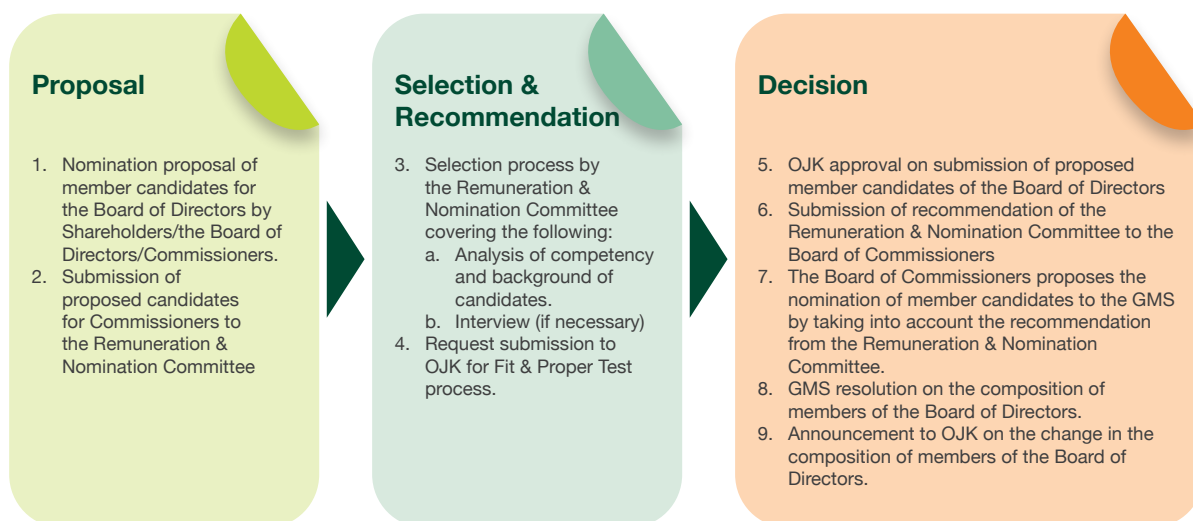 Proposal
1. Nomination proposal of
member candidates for
the Board of Directors by
Shareholders/the Board of
Directors/Commissioners.
2. Submission of
proposed candidates
for Commissioners to
the Remuneration &
Nomination Committee
Selection &
Recommendation
3. Selection process by
the Remuneration &
Nomination Committee
covering the following:
a. Analysis of competency
and background of
candidates.
b. Interview (if necessary)
4. Request submission to
OJK for Fit & Proper Test
process.
Decision
5. OJK approval on submission of proposed
member candidates of the Board of Directors
6. Submission of recommendation of the
Remuneration & Nomination Committee to the
Board of Commissioners
7. The Board of Commissioners proposes the
nomination of member candidates to the GMS
by taking into account the recommendation
from the Remuneration & Nomination
Committee.
8. GMS resolution on the composition of
members of the Board of Directors.
9. Announcement to OJK on the change in the
composition of members of the Board of
Directors.